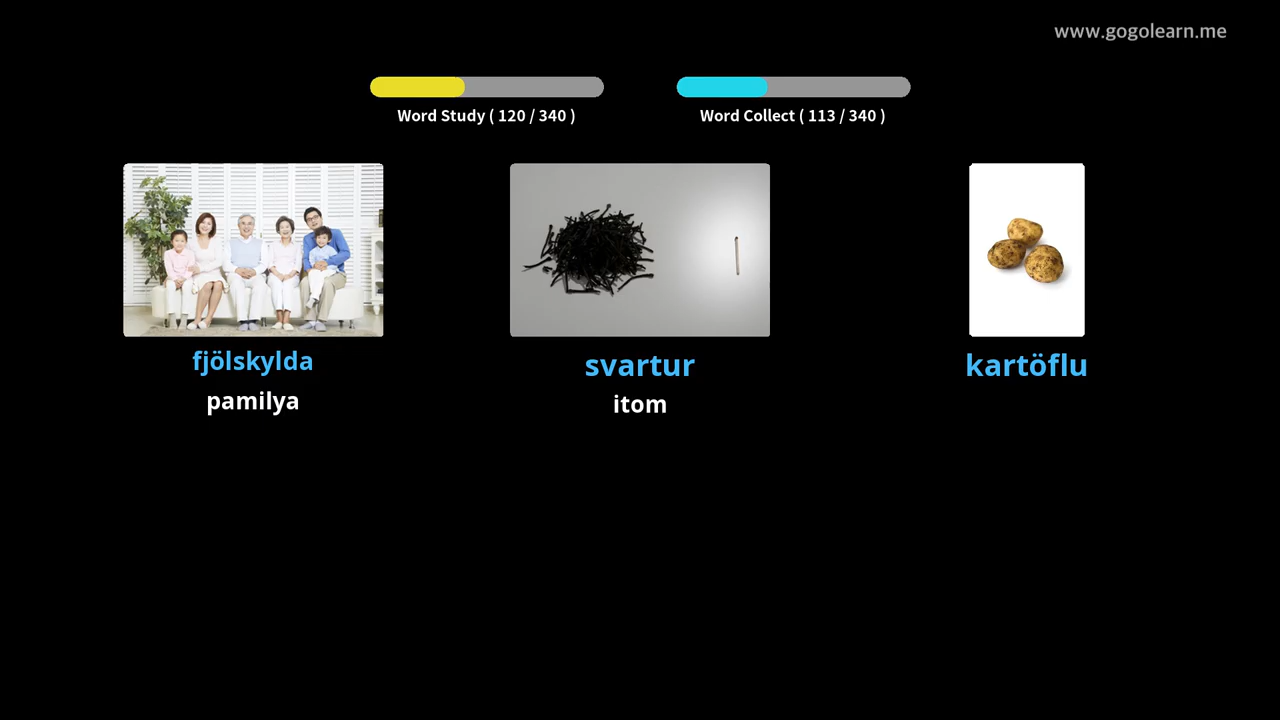 www.gogolearn.me
Word Study ( 120 / 340 )
Word Collect ( 113 / 340 )
fjölskylda
pamilya
svartur
itom
kartöflu